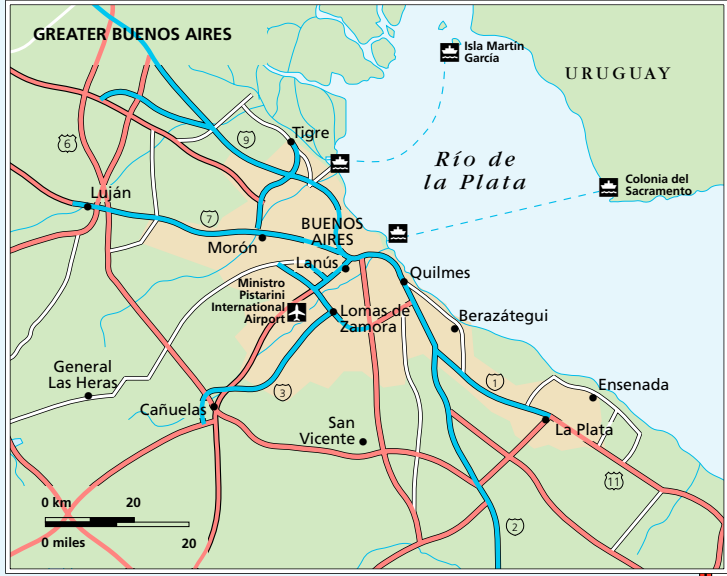 GREATER BUENOS AIRES
Isla Martín
García
URUGUAY
6
9
Tigre
Río de
la Plata
Colonia del
Sacramento
Luján
7
BUENOS
AIRES
Morón
Lanús
Quilmes
Ministro
Pistarini
International
Airport
Lomas de
Zamora
Berazátegui
General
Las Heras
3
1
Ensenada
Cañuelas
San
Vicente
La Plata
11
0 km 20
2
0 miles 20